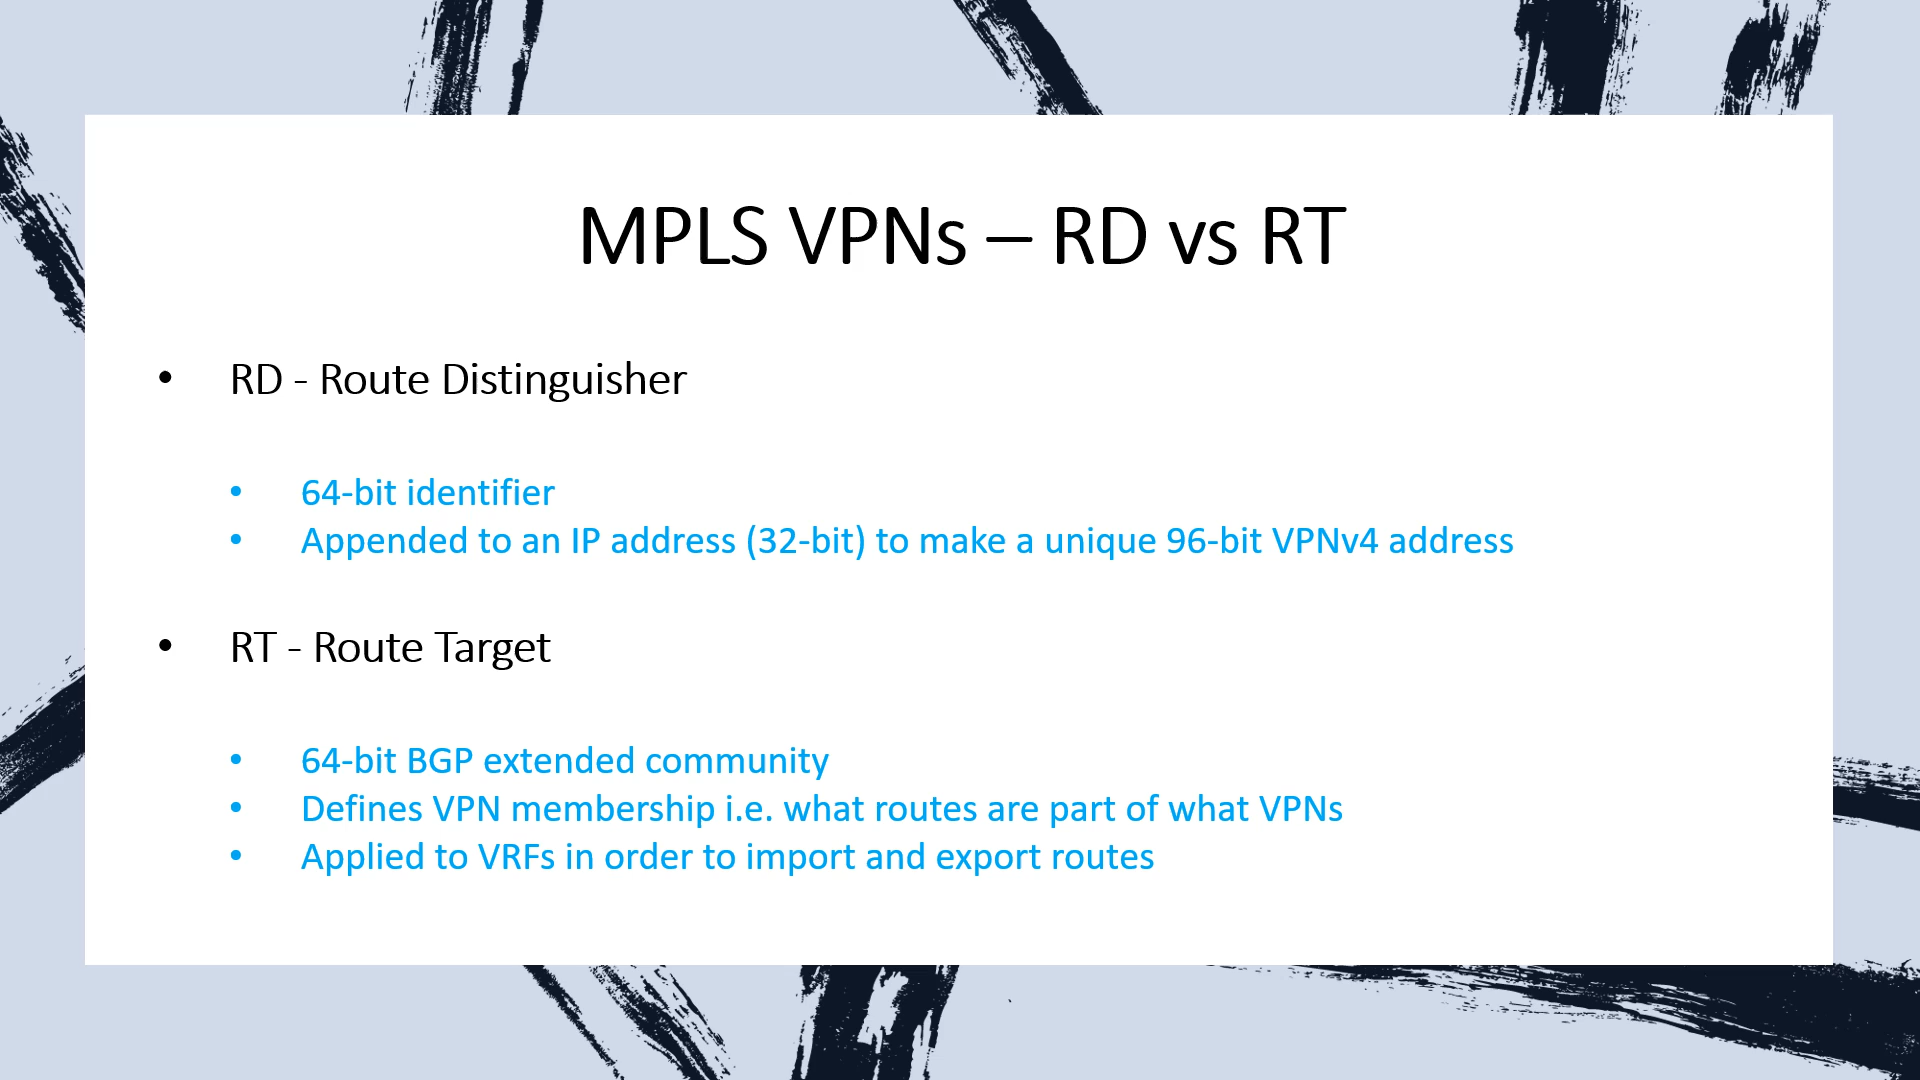 MPLS VPNs – RD vs RT
• RD - Route Distinguisher
• 64-bit identifier
• Appended to an IP address (32-bit) to make a unique 96-bit VPNv4 address
• RT - Route Target
• 64-bit BGP extended community
• Defines VPN membership i.e. what routes are part of what VPNs
• Applied to VRFs in order to import and export routes